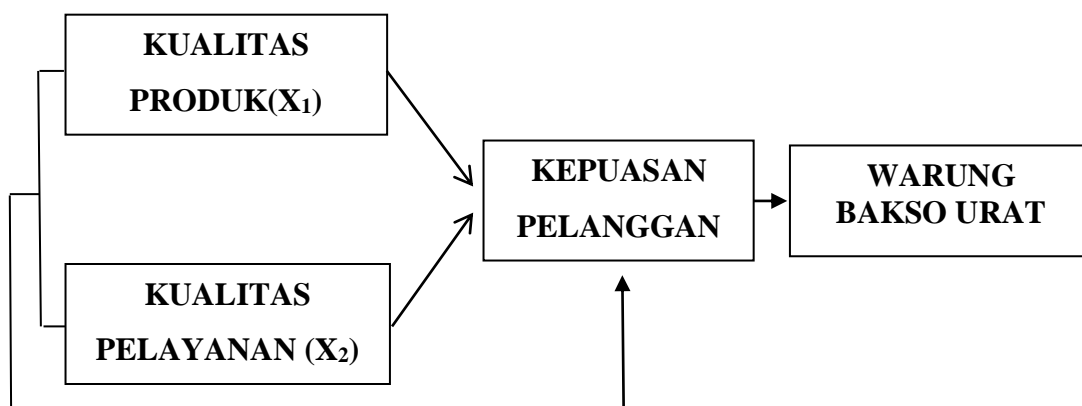 KUALITAS
PRODUK(X₁)
KUALITAS
PELAYANAN (X₂)
KEPUASAN
PELANGGAN
WARUNG
BAKSO URAT